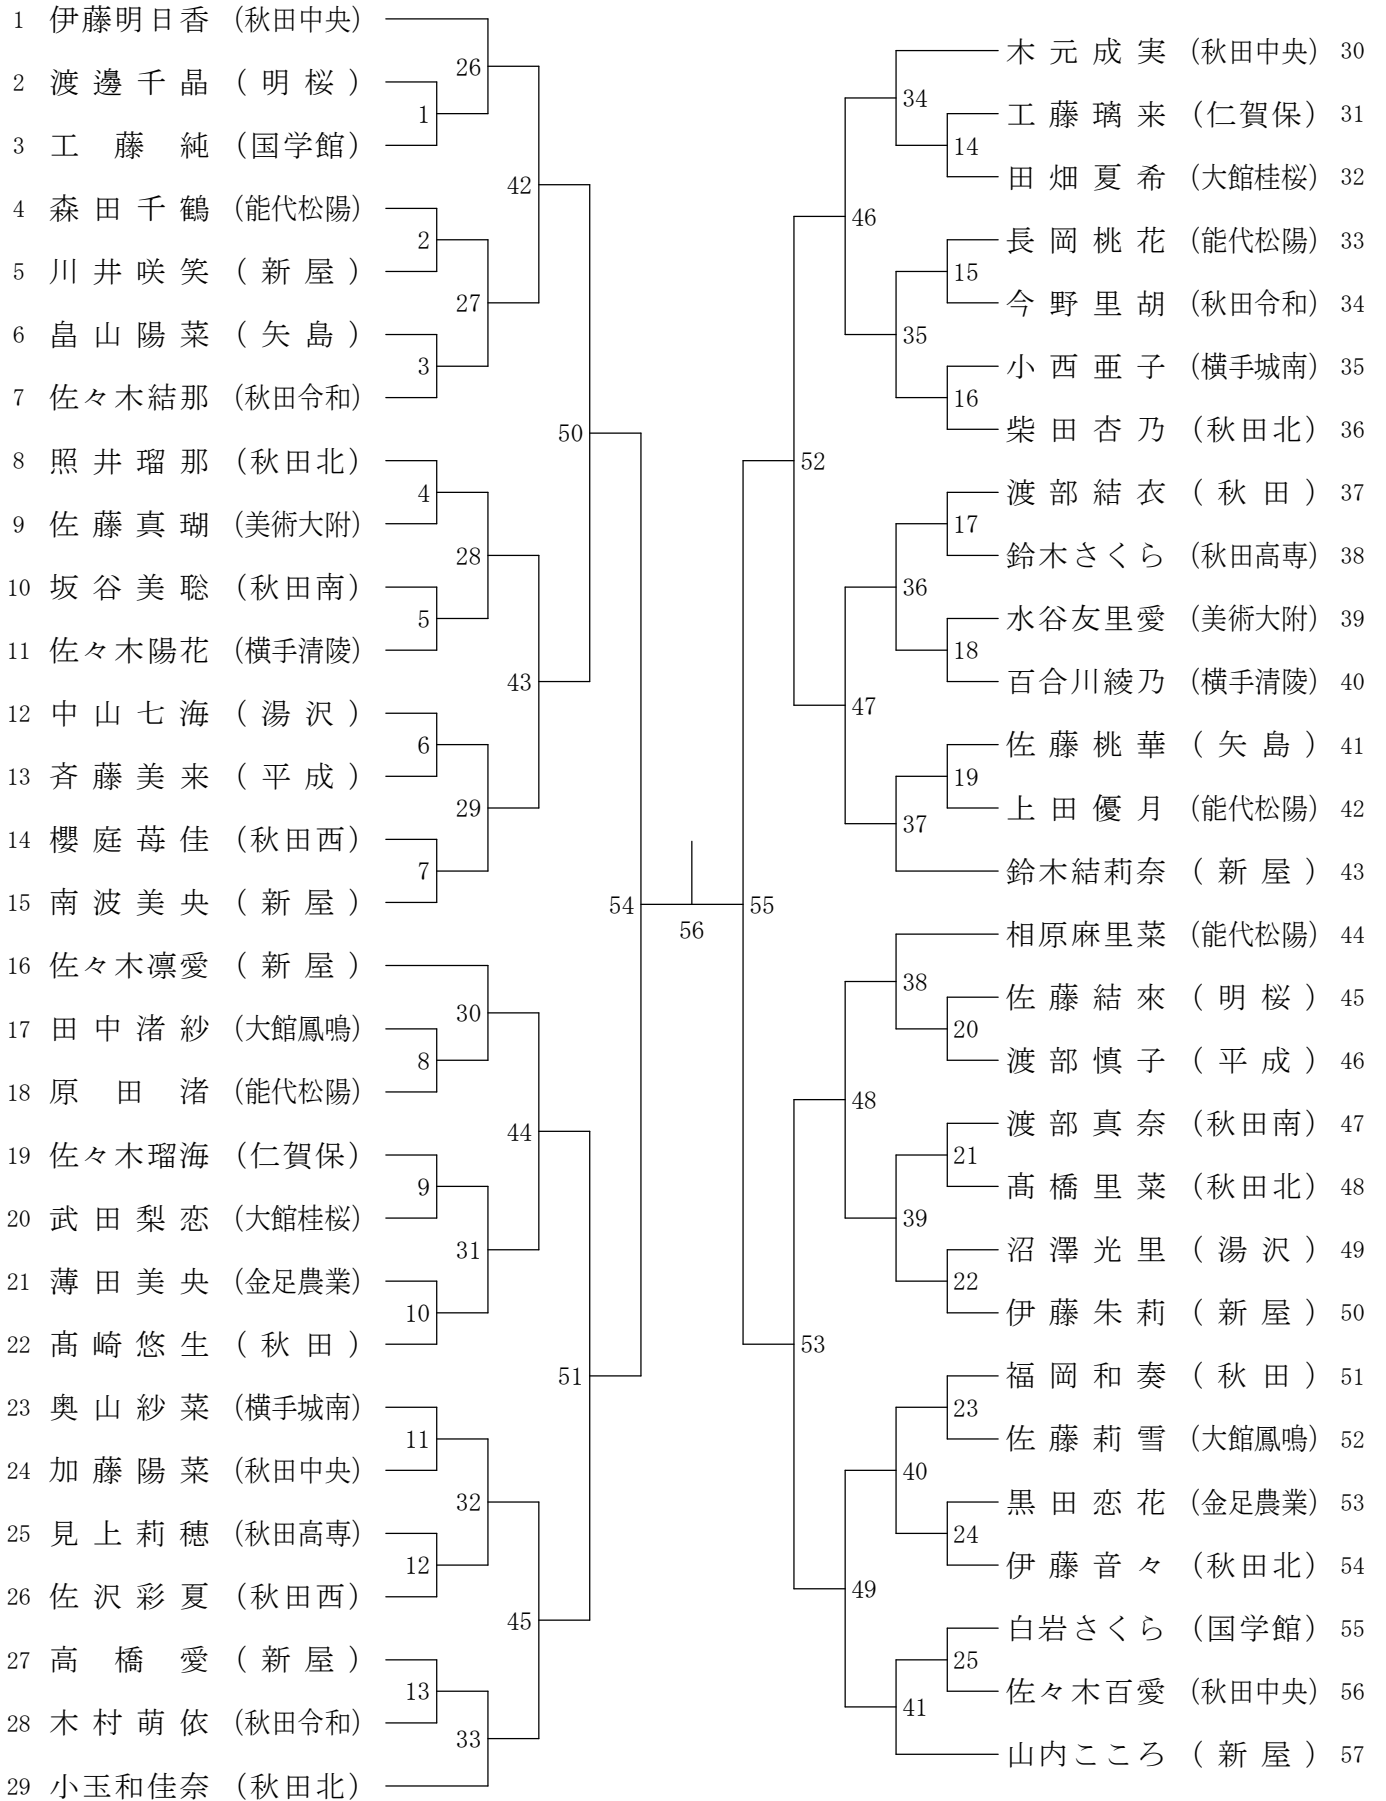 1 伊藤明日香 (秋田中央)
2 渡邊千晶 (明桜)
3 工藤純 (国学館)
4 森田千鶴 (能代松陽)
5 川井咲笑 (新屋)
6 畠山陽菜 (矢島)
7 佐々木結那 (秋田令和)
8 照井瑠那 (秋田北)
9 佐藤真瑚 (美術大附)
10 坂谷美聡 (秋田南)
11 佐々木陽花 (横手清陵)
12 中山七海 (湯沢)
13 斉藤美来 (平成)
14 櫻庭苺佳 (秋田西)
15 南波美央 (新屋)
16 佐々木凛愛 (新屋)
17 田中渚紗 (大館鳳鳴)
18 原田渚 (能代松陽)
19 佐々木瑠海 (仁賀保)
20 武田梨恋 (大館桂桜)
21 薄田美央 (金足農業)
22 髙崎悠生 (秋田)
23 奥山紗菜 (横手城南)
24 加藤陽菜 (秋田中央)
25 見上莉穂 (秋田高専)
26 佐沢彩夏 (秋田西)
27 高橋愛 (新屋)
28 木村萌依 (秋田令和)
29 小玉和佳奈 (秋田北)
1
2
3
4
5
6
7
8
9
10
11
12
13
26
27
28
29
30
31
32
33
42
43
44
45
50
51
54
56
55
52
53
46
47
48
49
34
35
36
37
38
39
40
41
14
15
16
17
18
19
20
21
22
23
24
25
木元成実 (秋田中央) 30
工藤璃来 (仁賀保) 31
田畑夏希 (大館桂桜) 32
長岡桃花 (能代松陽) 33
今野里胡 (秋田令和) 34
小西亜子 (横手城南) 35
柴田杏乃 (秋田北) 36
渡部結衣 (秋田) 37
鈴木さくら (秋田高専) 38
水谷友里愛 (美術大附) 39
百合川綾乃 (横手清陵) 40
佐藤桃華 (矢島) 41
上田優月 (能代松陽) 42
鈴木結莉奈 (新屋) 43
相原麻里菜 (能代松陽) 44
佐藤結來 (明桜) 45
渡部慎子 (平成) 46
渡部真奈 (秋田南) 47
髙橋里菜 (秋田北) 48
沼澤光里 (湯沢) 49
伊藤朱莉 (新屋) 50
福岡和奏 (秋田) 51
佐藤莉雪 (大館鳳鳴) 52
黒田恋花 (金足農業) 53
伊藤音々 (秋田北) 54
白岩さくら (国学館) 55
佐々木百愛 (秋田中央) 56
山内こころ (新屋) 57